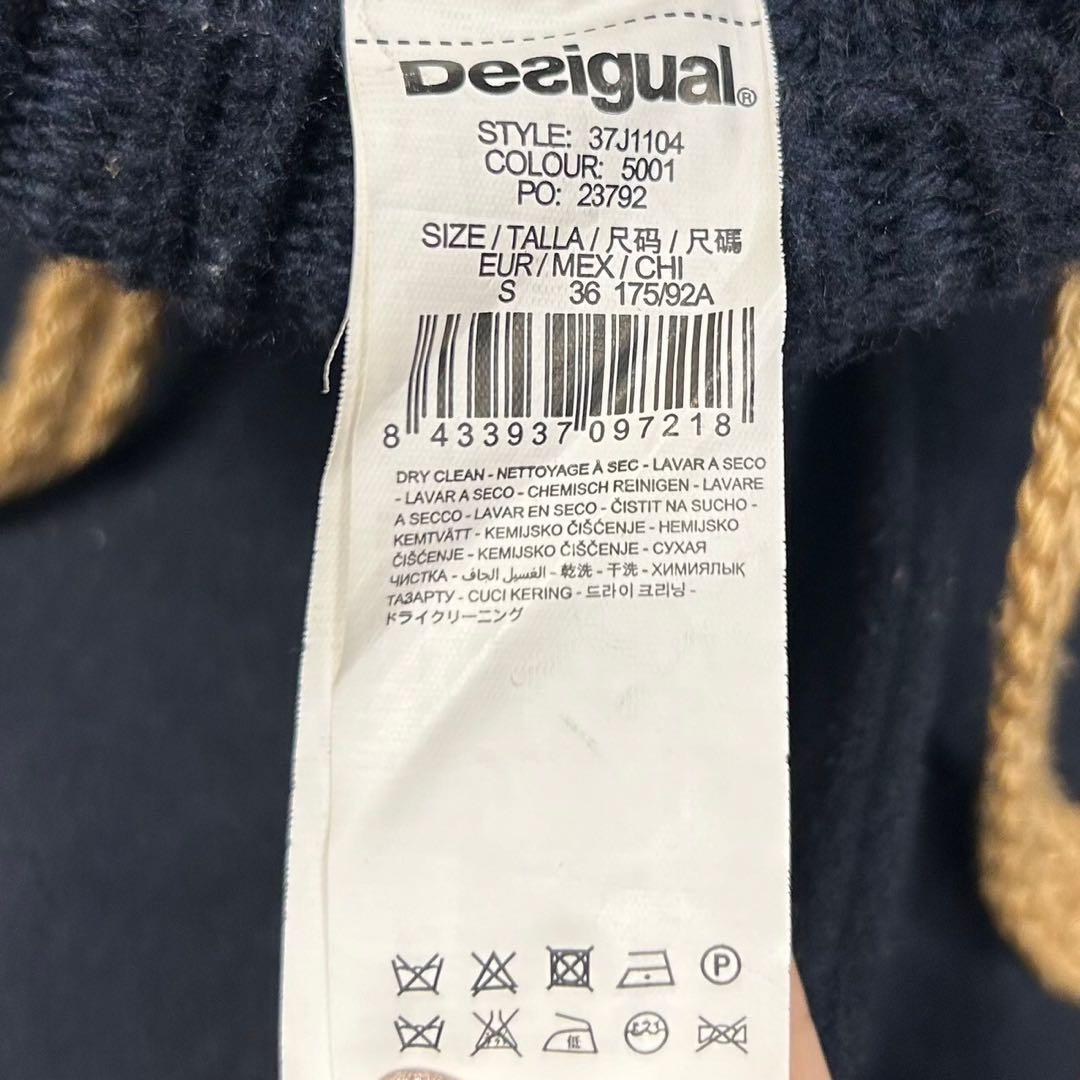 Desigual®
STYLE: 37J1104
COLOUR: 5001
PO: 23792
SIZE / TALLA / 尺码 / 尺碼
EUR / MEX / CHI
S 36 175/92A
8 433937 097218
DRY CLEAN - NETTOYAGE À SEC - LAVAR A SECO
- LAVAR A SECO - CHEMISCH REINIGEN - LAVARE
A SECCO - LAVAR EN SECO - ČISTIT NA SUCHO -
KEMTVÄTT - KEMIJSKO ČIŠĆENJE - HEMIJSKO
ČIŠĆENJE - KEMIJSKO ČIŠČENJE - СУХАЯ
ЧИСТКА - الغسيل الجاف - 乾洗 - 干洗 - ХИМИЯЛЫҚ
ТАЗАРТУ - CUCI KERING - 드라이 크리닝 -
ドライクリーニング
P
低